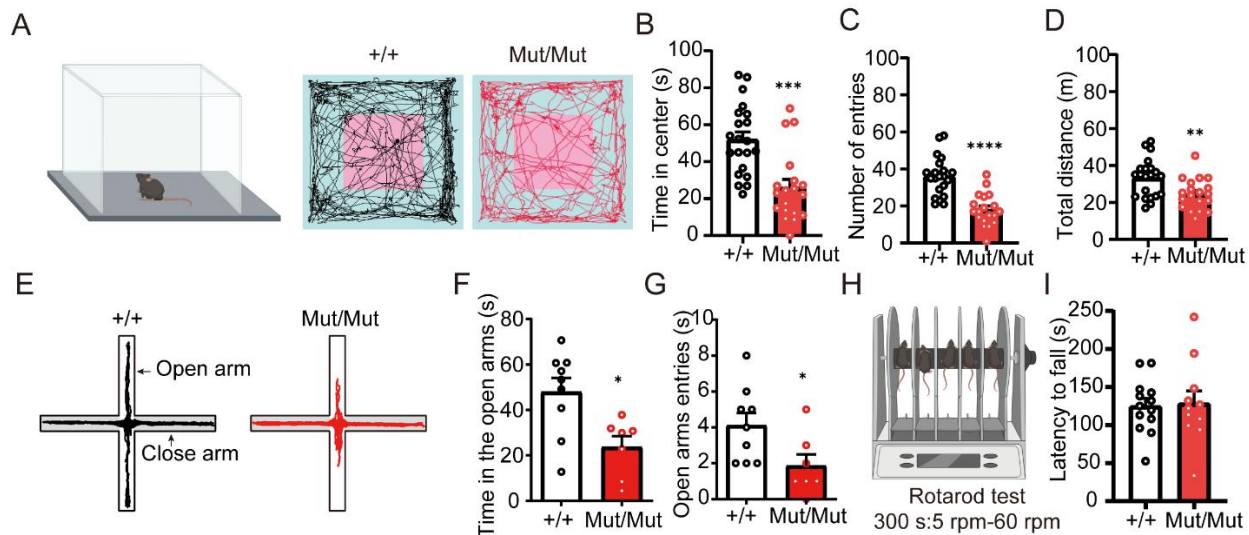 A
+/+
Mut/Mut
B
Time in center (s)
100
80
60
40
20
0
***
+/+ Mut/Mut
C
Number of entries
100
80
60
40
20
0
****
+/+ Mut/Mut
D
Total distance (m)
100
80
60
40
20
0
**
+/+ Mut/Mut
E
+/+
Mut/Mut
Open arm
Close arm
F
Time in the open arms (s)
80
60
40
20
0
*
+/+ Mut/Mut
G
Open arms entries (s)
10
8
6
4
2
0
*
+/+ Mut/Mut
H
Rotarod test
300 s:5 rpm-60 rpm
I
Latency to fall (s)
250
200
150
100
50
0
+/+ Mut/Mut